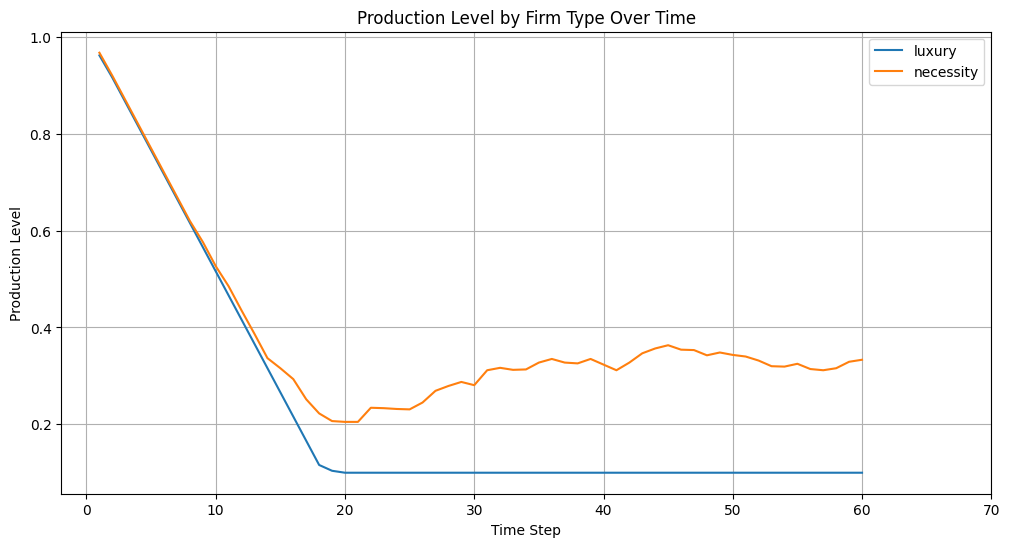 Production Level by Firm Type Over Time
luxury
necessity
Production Level
1.0
0.8
0.6
0.4
0.2
0 10 20 30 40 50 60 70
Time Step